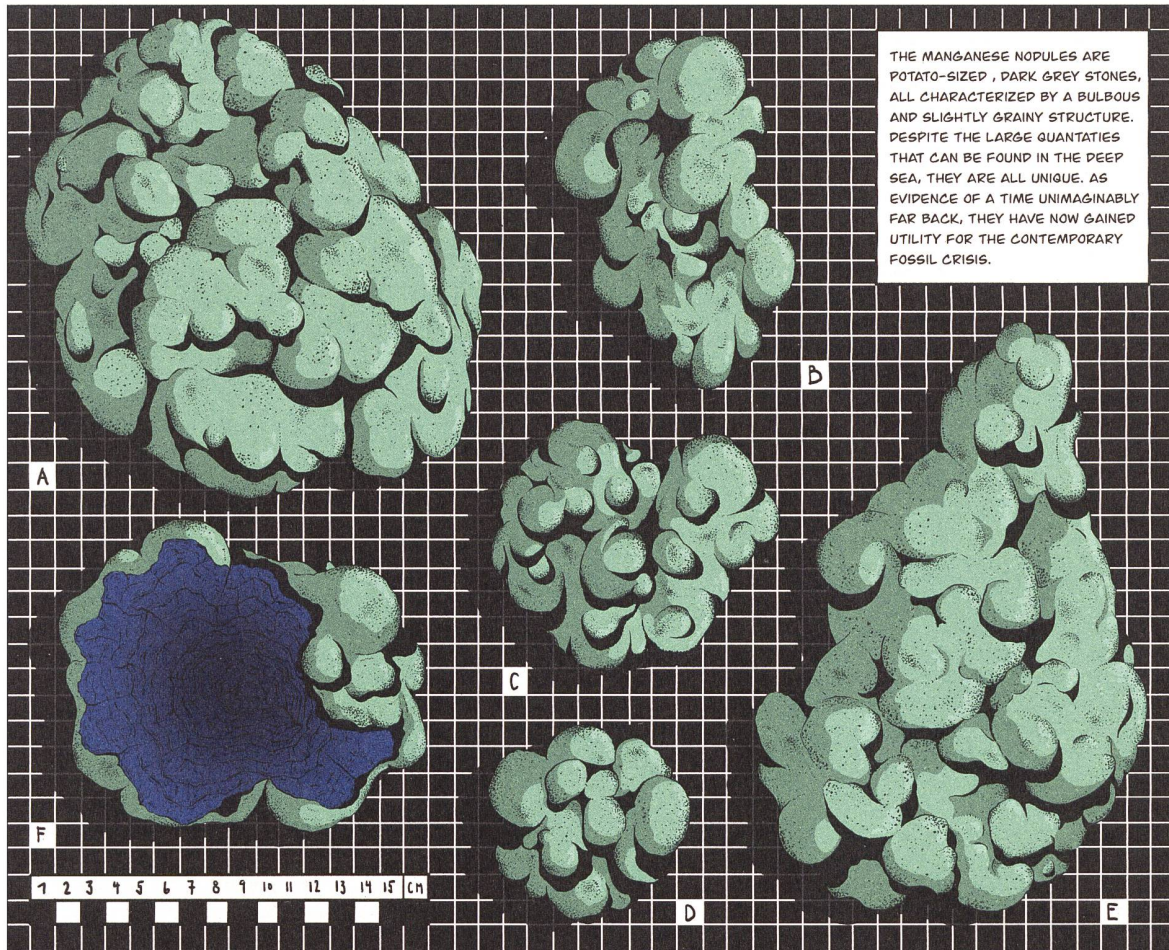 THE MANGANESE NODULES ARE
POTATO-SIZED , DARK GREY STONES,
ALL CHARACTERIZED BY A BULBOUS
AND SLIGHTLY GRAINY STRUCTURE.
DESPITE THE LARGE QUANTATIES
THAT CAN BE FOUND IN THE DEEP
SEA, THEY ARE ALL UNIQUE. AS
EVIDENCE OF A TIME UNIMAGINABLY
FAR BACK, THEY HAVE NOW GAINED
UTILITY FOR THE CONTEMPORARY
FOSSIL CRISIS.
B
A
C
F
1 2 3 4 5 6 7 8 9 10 11 12 13 14 15 CM
D
E